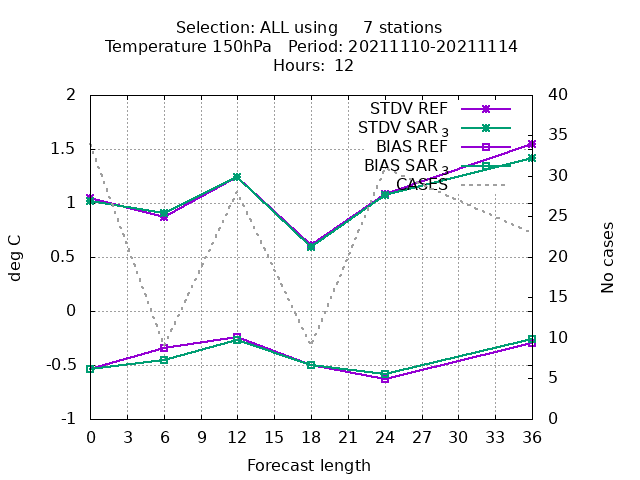 Selection: ALL using     7 stations
Temperature 150hPa   Period: 20211110-20211114
Hours: 12
2
1.5
1
0.5
0
-0.5
-1
40
35
30
25
20
15
10
5
0
STDV REF
STDV SAR₃
BIAS REF
BIAS SAR₃
CASES
deg C
No cases
0 3 6 9 12 15 18 21 24 27 30 33 36
Forecast length